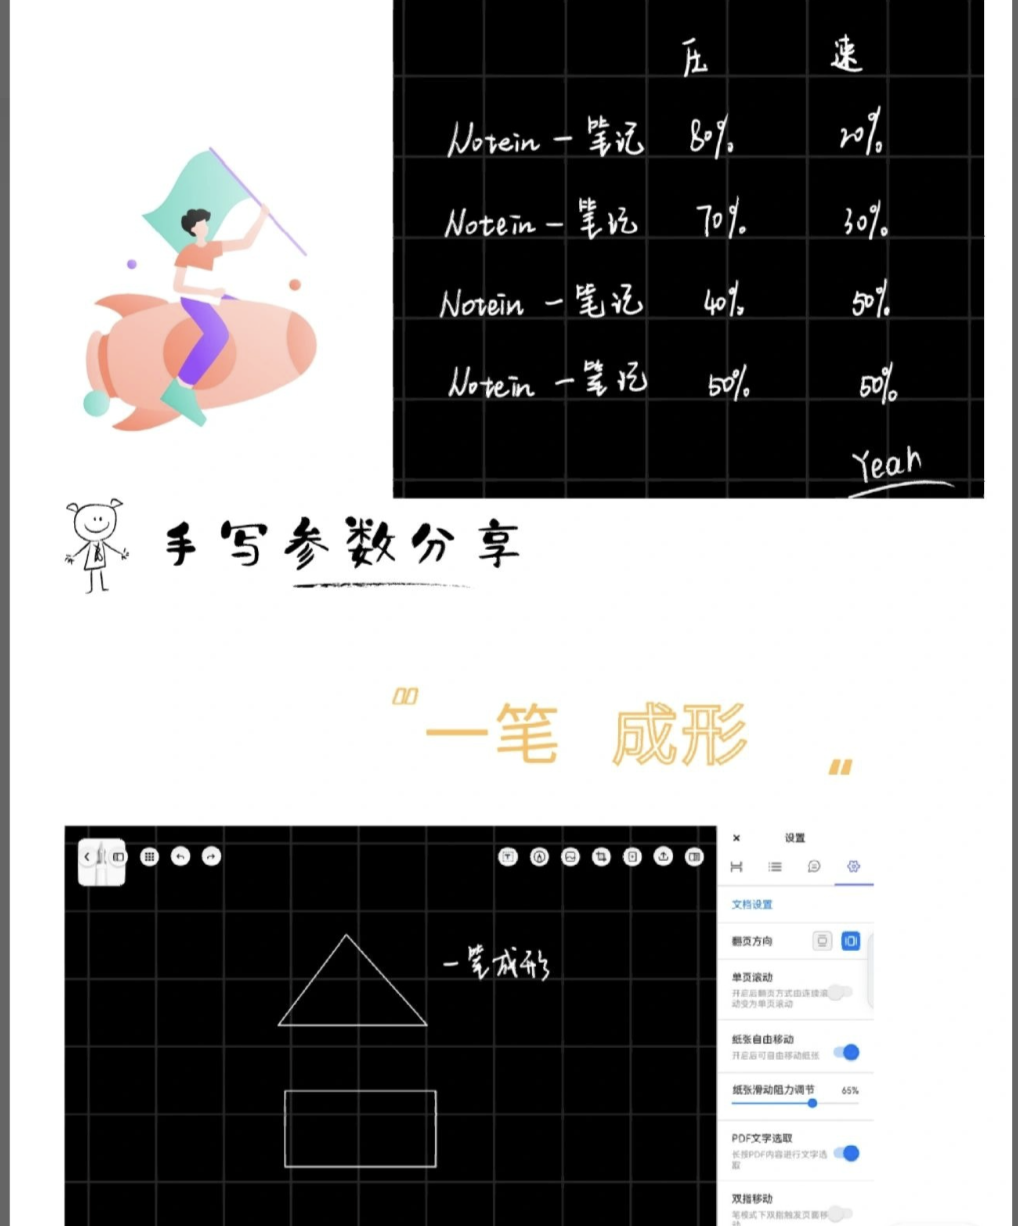 压 速
Notein 一笔记 80% 20%
Notein 一笔记 70% 30%
Notein 一笔记 40% 50%
Notein 一笔记 50% 50%
Yeah
手写参数分享
"一笔 成形"
设置
文档设置
一笔成形
翻页方向
单页滚动
开启后翻页方式由连续滚
动变为单页滚动
纸张自由移动
开启后可自由移动纸张
纸张滑动阻力调节 65%
PDF文字选取
长按PDF内容进行文字选
取
双指移动
笔模式下双指触发页面移
动